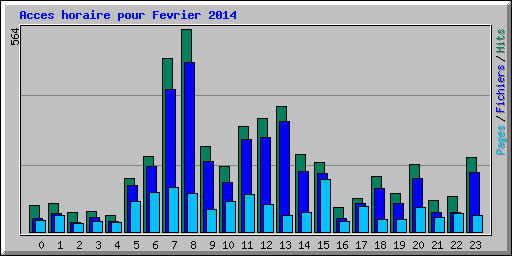 Acces horaire pour Fevrier 2014
564
Pages / Fichiers / Hits
0 1 2 3 4 5 6 7 8 9 10 11 12 13 14 15 16 17 18 19 20 21 22 23